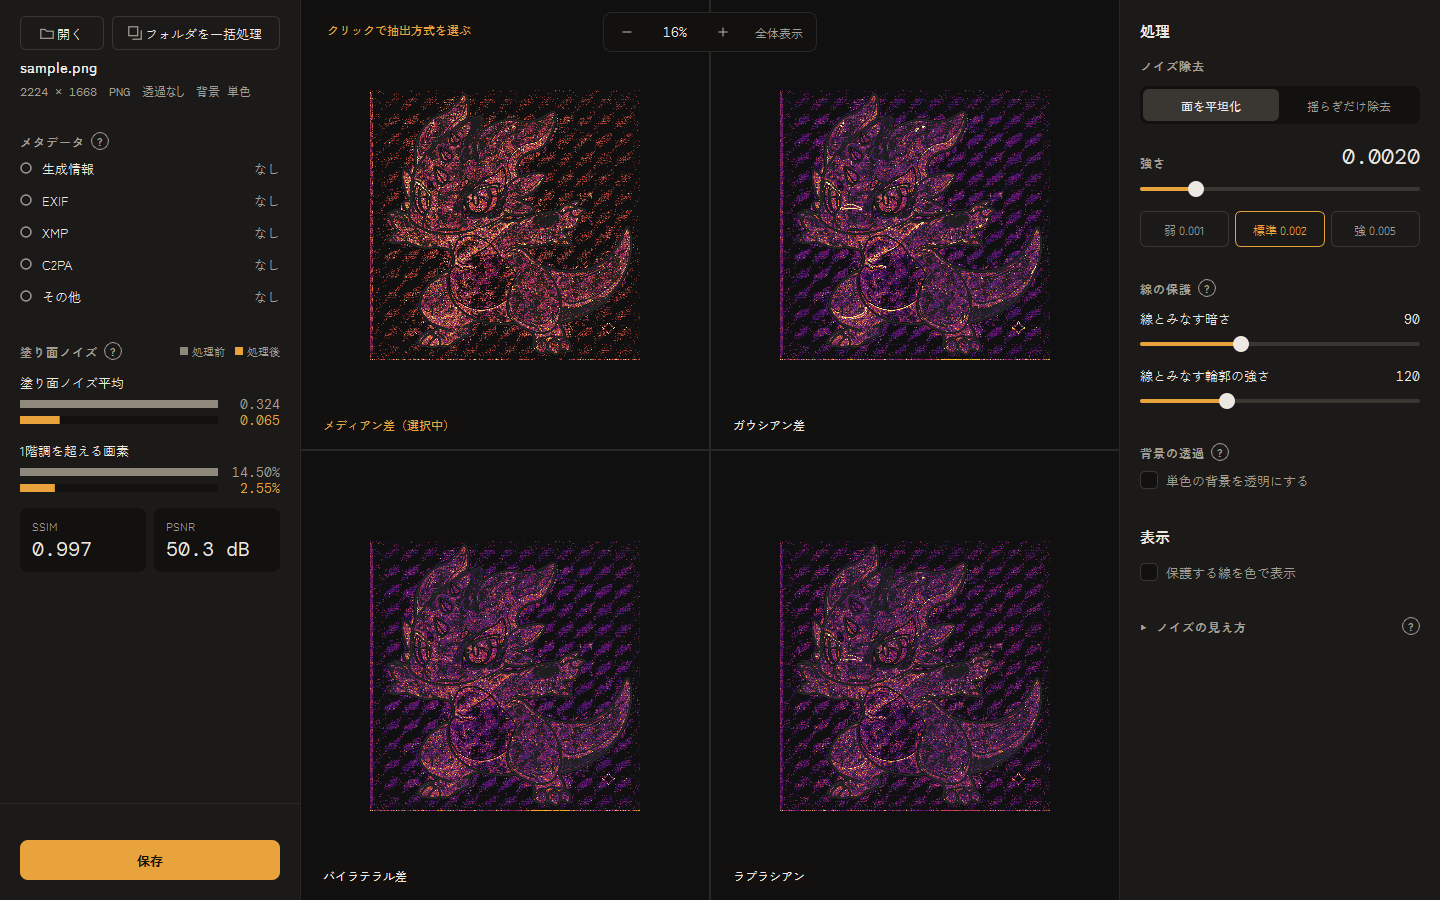 開く
フォルダを一括処理
sample.png
2224 × 1668 PNG 透過なし 背景 単色
メタデータ ?
生成情報 なし
EXIF なし
XMP なし
C2PA なし
その他 なし
塗り面ノイズ ? 処理前 処理後
塗り面ノイズ平均
0.324
0.065
1階調を超える画素
14.50%
2.55%
SSIM
0.997
PSNR
50.3 dB
保存
クリックで抽出方式を選ぶ
− 16% + 全体表示
メディアン差（選択中）
ガウシアン差
バイラテラル差
ラプラシアン
処理
ノイズ除去
面を平坦化
揺らぎだけ除去
強さ 0.0020
弱 0.001
標準 0.002
強 0.005
線の保護 ?
線とみなす暗さ 90
線とみなす輪郭の強さ 120
背景の透過 ?
単色の背景を透明にする
表示
保護する線を色で表示
▸ ノイズの見え方 ?